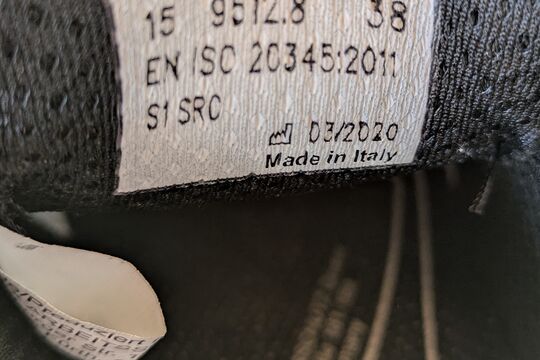 15 9512.8 38
EN ISO 20345:2011
S1 SRC
03/2020
Made in Italy